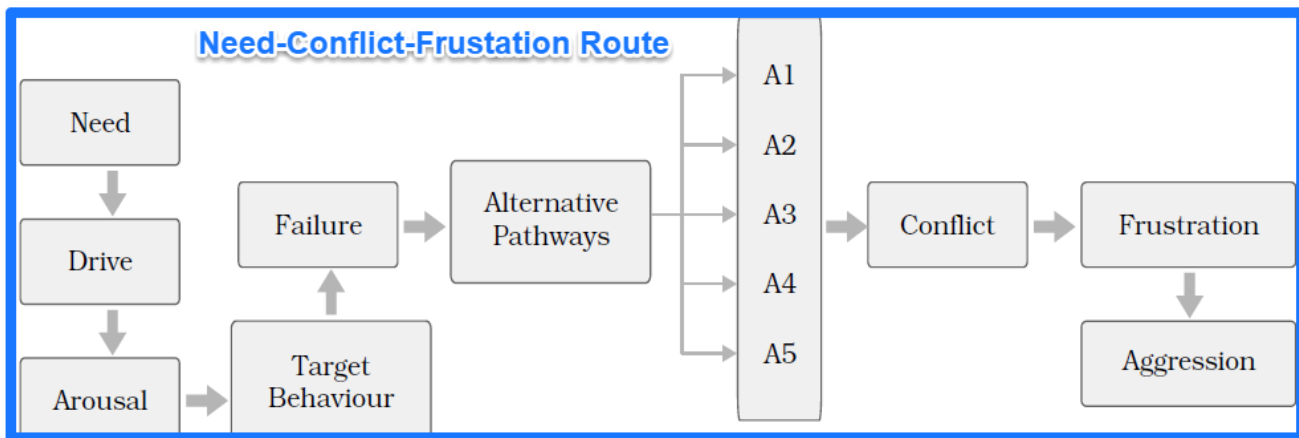 Need-Conflict-Frustation Route
Need
Drive
Arousal
Target
Behaviour
Failure
Alternative
Pathways
A1
A2
A3
A4
A5
Conflict
Frustration
Aggression